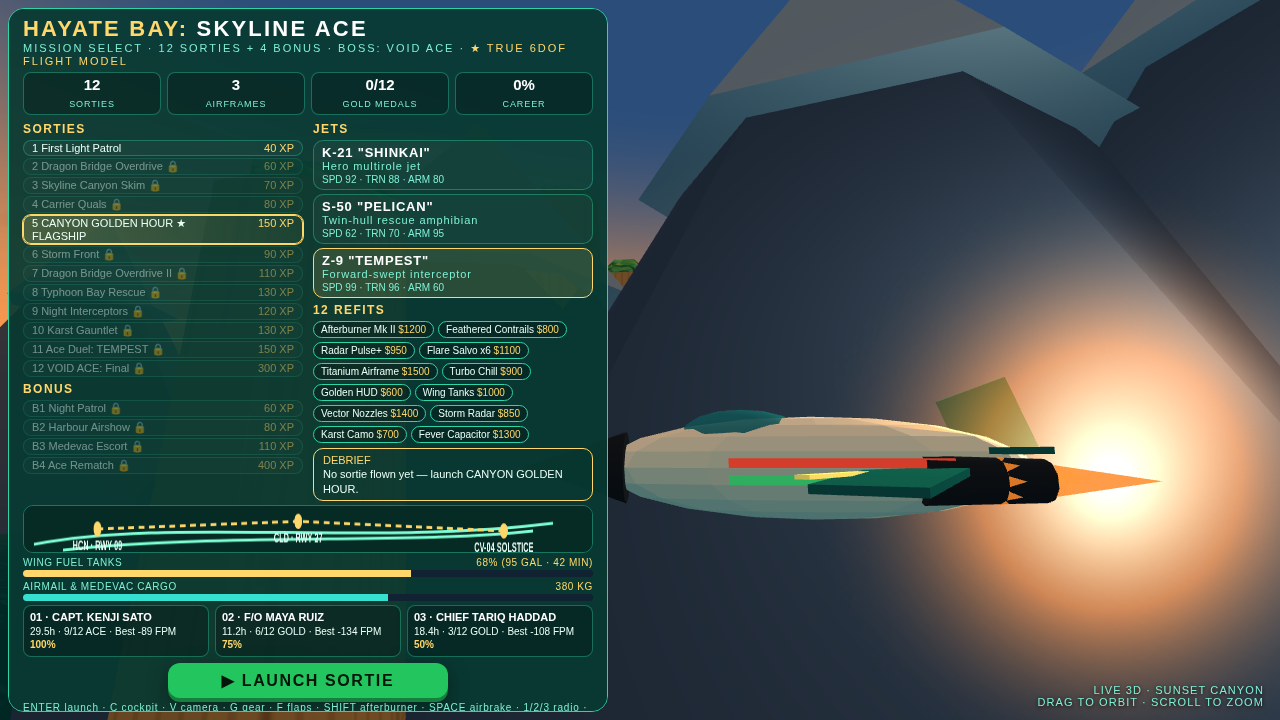 HAYATE BAY: SKYLINE ACE
MISSION SELECT · 12 SORTIES + 4 BONUS · BOSS: VOID ACE · ★ TRUE 6DOF
FLIGHT MODEL
12
SORTIES
3
AIRFRAMES
0/12
GOLD MEDALS
0%
CAREER
SORTIES
1 First Light Patrol 40 XP
2 Dragon Bridge Overdrive 🔒 60 XP
3 Skyline Canyon Skim 🔒 70 XP
4 Carrier Quals 🔒 80 XP
5 CANYON GOLDEN HOUR ★ 150 XP
FLAGSHIP
6 Storm Front 🔒 90 XP
7 Dragon Bridge Overdrive II 🔒 110 XP
8 Typhoon Bay Rescue 🔒 130 XP
9 Night Interceptors 🔒 120 XP
10 Karst Gauntlet 🔒 130 XP
11 Ace Duel: TEMPEST 🔒 150 XP
12 VOID ACE: Final 🔒 300 XP
BONUS
B1 Night Patrol 🔒 60 XP
B2 Harbour Airshow 🔒 80 XP
B3 Medevac Escort 🔒 110 XP
B4 Ace Rematch 🔒 400 XP
JETS
K-21 "SHINKAI"
Hero multirole jet
SPD 92 · TRN 88 · ARM 80
S-50 "PELICAN"
Twin-hull rescue amphibian
SPD 62 · TRN 70 · ARM 95
Z-9 "TEMPEST"
Forward-swept interceptor
SPD 99 · TRN 96 · ARM 60
12 REFITS
Afterburner Mk II $1200 Feathered Contrails $800
Radar Pulse+ $950 Flare Salvo x6 $1100
Titanium Airframe $1500 Turbo Chill $900
Golden HUD $600 Wing Tanks $1000
Vector Nozzles $1400 Storm Radar $850
Karst Camo $700 Fever Capacitor $1300
DEBRIEF
No sortie flown yet — launch CANYON GOLDEN
HOUR.
HCN · RWY 09
CLD · RWY 27
CV-04 SOLSTICE
WING FUEL TANKS 68% (95 GAL · 42 MIN)
AIRMAIL & MEDEVAC CARGO 380 KG
01 · CAPT. KENJI SATO
29.5h · 9/12 ACE · Best -89 FPM
100%
02 · F/O MAYA RUIZ
11.2h · 6/12 GOLD · Best -134 FPM
75%
03 · CHIEF TARIQ HADDAD
18.4h · 3/12 GOLD · Best -108 FPM
50%
▶ LAUNCH SORTIE
ENTER launch · C cockpit · V camera · G gear · F flaps · SHIFT afterburner · SPACE airbrake · 1/2/3 radio ·
LIVE 3D · SUNSET CANYON
DRAG TO ORBIT · SCROLL TO ZOOM